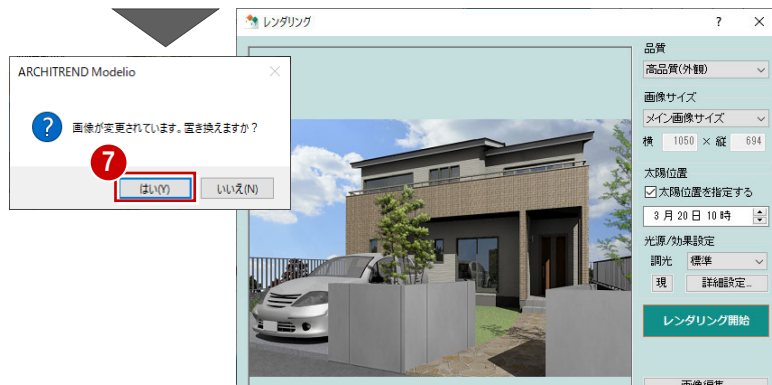 レンダリング
?
ARCHITREND Modelio
画像が変更されています。置き換えますか？
7
はい(Y)
いいえ(N)
品質
高品質(外観)
画像サイズ
メイン画像サイズ
横 1050 × 縦 694
太陽位置
太陽位置を指定する
3 月 20 日 10 時
光源/効果設定
調光 標準
現 詳細設定...
レンダリング開始
画像編集